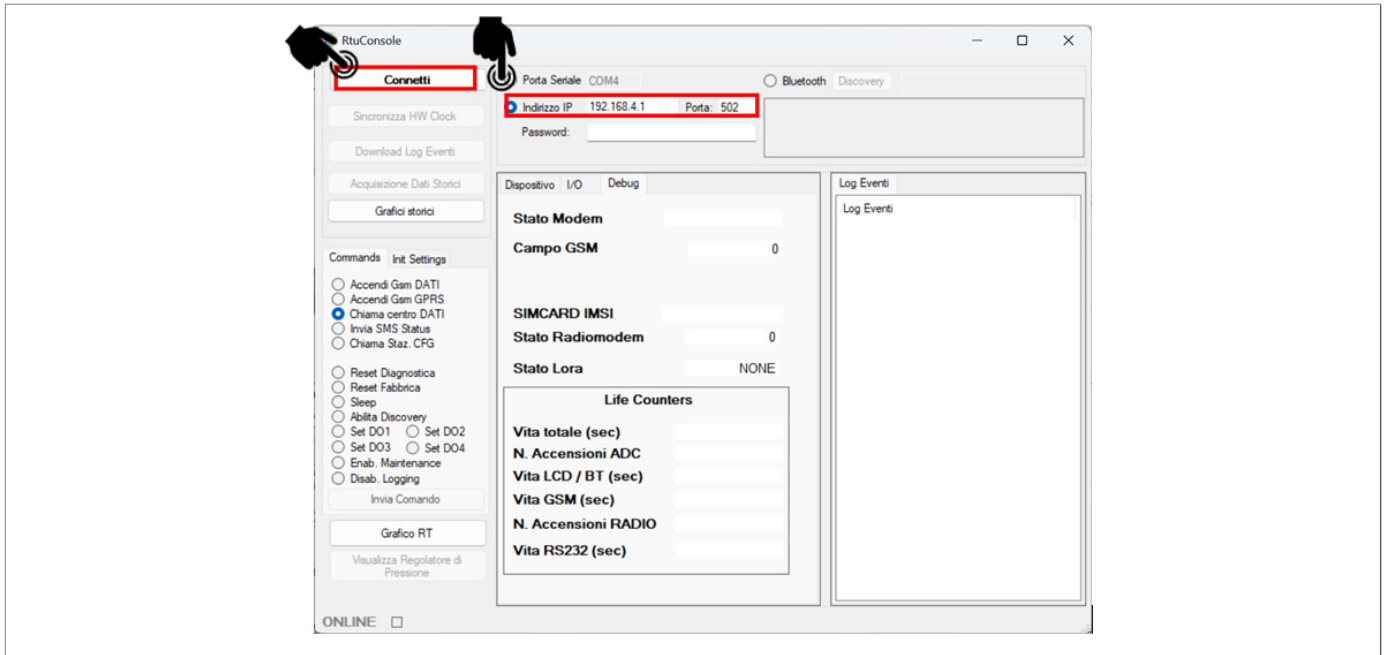 RtuConsole
Connetti
Sincronizza HW Clock
Download Log Eventi
Acquisizione Dati Storici
Grafici storici
Porta Seriale COM4
Bluetooth Discovery
Indirizzo IP 192.168.4.1 Porta: 502
Password:
Commands Init Settings
Accendi Gsm DATI
Accendi Gsm GPRS
Chiama centro DATI
Invia SMS Status
Chiama Staz. CFG
Reset Diagnostica
Reset Fabbrica
Sleep
Abilita Discovery
Set DO1 Set DO2
Set DO3 Set DO4
Enab. Maintenance
Disab. Logging
Invia Comando
Grafico RT
Visualizza Regolatore di
Pressione
Dispositivo I/O Debug
Stato Modem
Campo GSM 0
SIMCARD IMSI
Stato Radiomodem 0
Stato Lora NONE
Life Counters
Vita totale (sec)
N. Accensioni ADC
Vita LCD / BT (sec)
Vita GSM (sec)
N. Accensioni RADIO
Vita RS232 (sec)
Log Eventi
Log Eventi
ONLINE